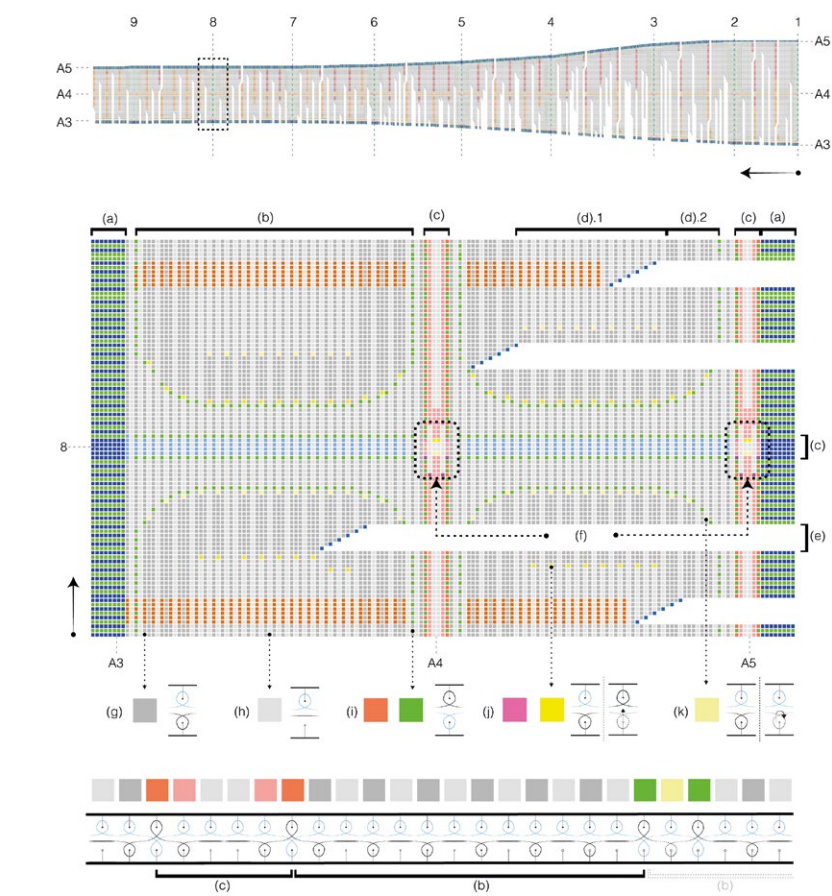 9 8 7 6 5 4 3 2 1
A5 A5
A4 A4
A3 A3
(a) (b) (c) (d).1 (d).2 (c) (a)
8 (c)
(f) (e)
A3 A4 A5
(g) (h) (i) (j) (k)
(c) (b) (b)